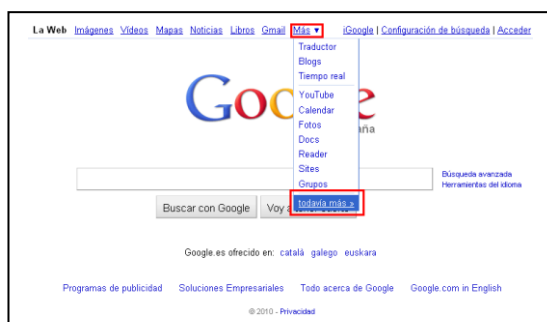 La Web Imágenes Vídeos Mapas Noticias Libros Gmail Más ▼ iGoogle | Configuración de búsqueda | Acceder
Traductor
Blogs
Tiempo real
YouTube
Calendar
Fotos
Docs
Reader
Sites
Grupos
todavía más »
Búsqueda avanzada
Herramientas del idioma
Buscar con Google
Google.es ofrecido en: català galego euskara
Programas de publicidad Soluciones Empresariales Todo acerca de Google Google.com in English
© 2010 - Privacidad